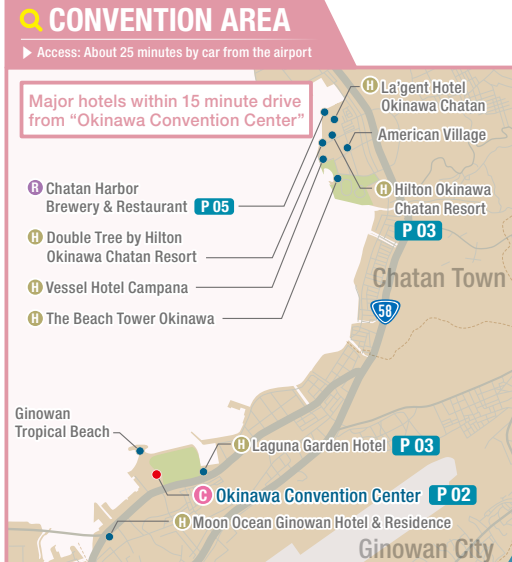 CONVENTION AREA
▶ Access: About 25 minutes by car from the airport
Major hotels within 15 minute drive
from “Okinawa Convention Center”
H La'gent Hotel
Okinawa Chatan
American Village
R Chatan Harbor
Brewery & Restaurant P 05
H Hilton Okinawa
Chatan Resort
P 03
H Double Tree by Hilton
Okinawa Chatan Resort
H Vessel Hotel Campana
H The Beach Tower Okinawa
Chatan Town
58
Ginowan
Tropical Beach
H Laguna Garden Hotel P 03
C Okinawa Convention Center P 02
H Moon Ocean Ginowan Hotel & Residence
Ginowan City